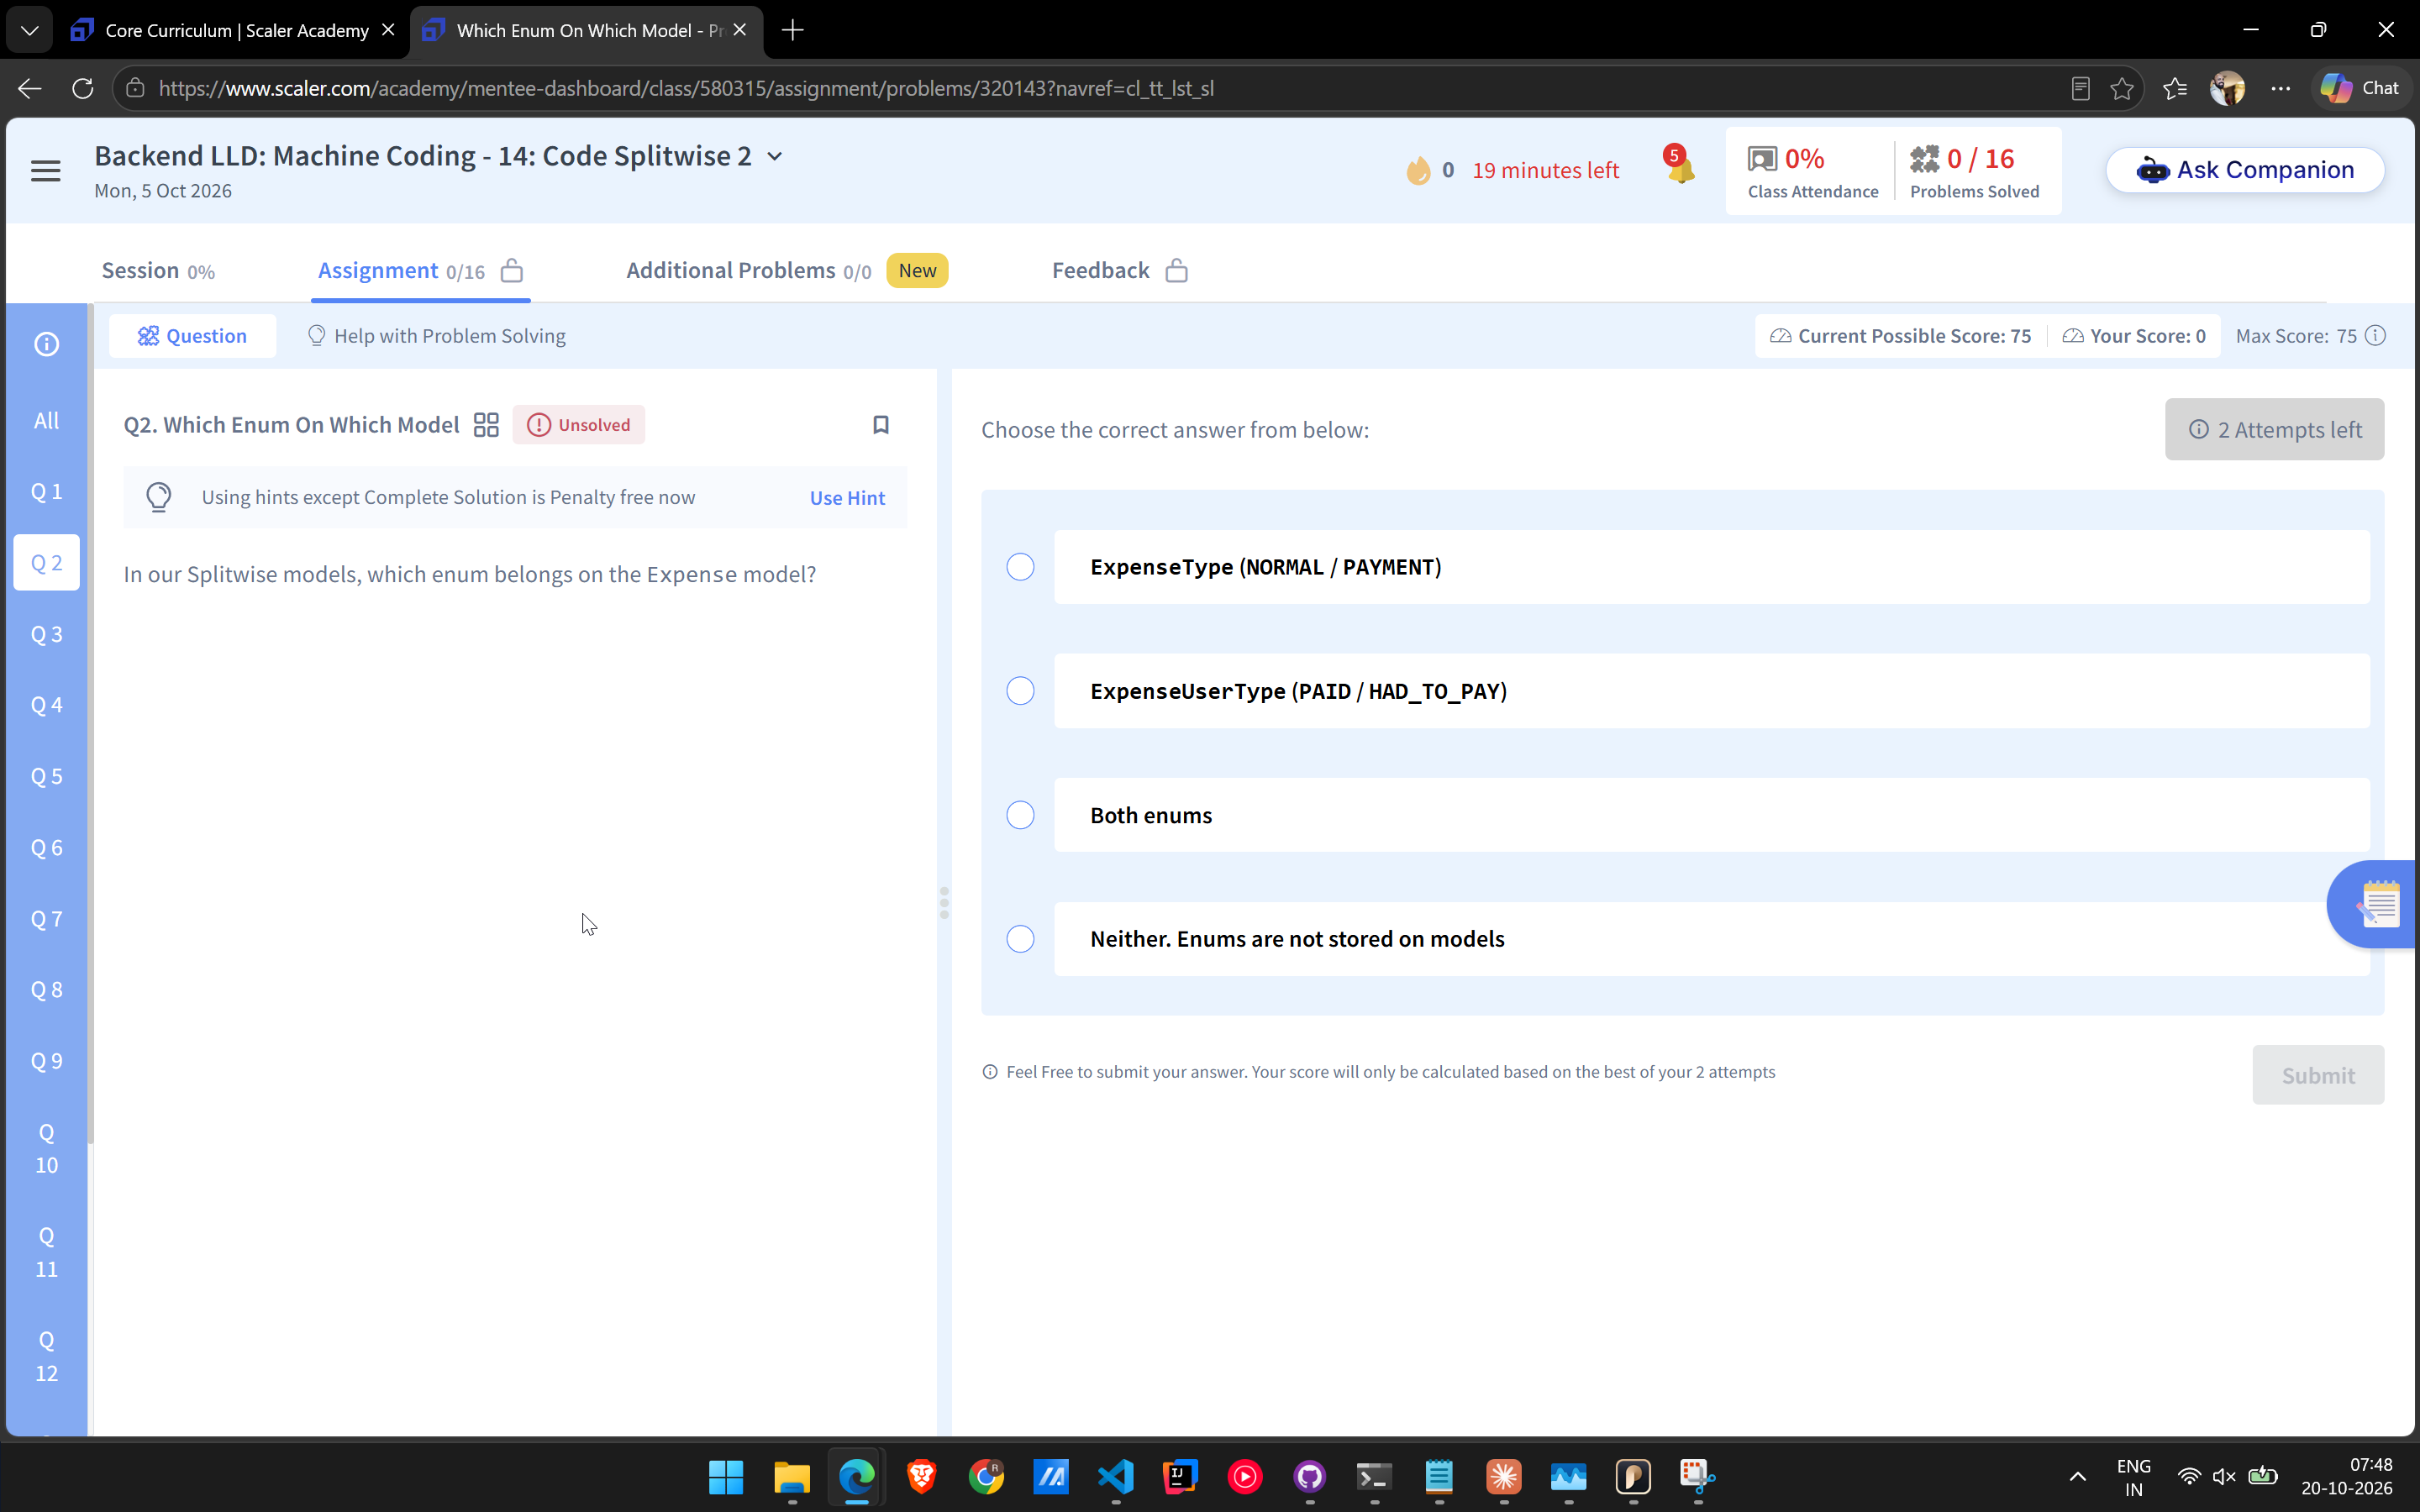 Core Curriculum | Scaler Academy
Which Enum On Which Model - Pr
https://www.scaler.com/academy/mentee-dashboard/class/580315/assignment/problems/320143?navref=cl_tt_lst_sl
Chat
Backend LLD: Machine Coding - 14: Code Splitwise 2
Mon, 5 Oct 2026
0
19 minutes left
5
0%
Class Attendance
0 / 16
Problems Solved
Ask Companion
Session 0%
Assignment 0/16
Additional Problems 0/0
New
Feedback
Question
Help with Problem Solving
Current Possible Score: 75
Your Score: 0
Max Score: 75
All
Q 1
Q 2
Q 3
Q 4
Q 5
Q 6
Q 7
Q 8
Q 9
Q
10
Q
11
Q
12
Q2. Which Enum On Which Model
Unsolved
Using hints except Complete Solution is Penalty free now
Use Hint
In our Splitwise models, which enum belongs on the Expense model?
Choose the correct answer from below:
2 Attempts left
ExpenseType (NORMAL / PAYMENT)
ExpenseUserType (PAID / HAD_TO_PAY)
Both enums
Neither. Enums are not stored on models
Feel Free to submit your answer. Your score will only be calculated based on the best of your 2 attempts
Submit
R
IJ
ENG
IN
07:48
20-10-2026